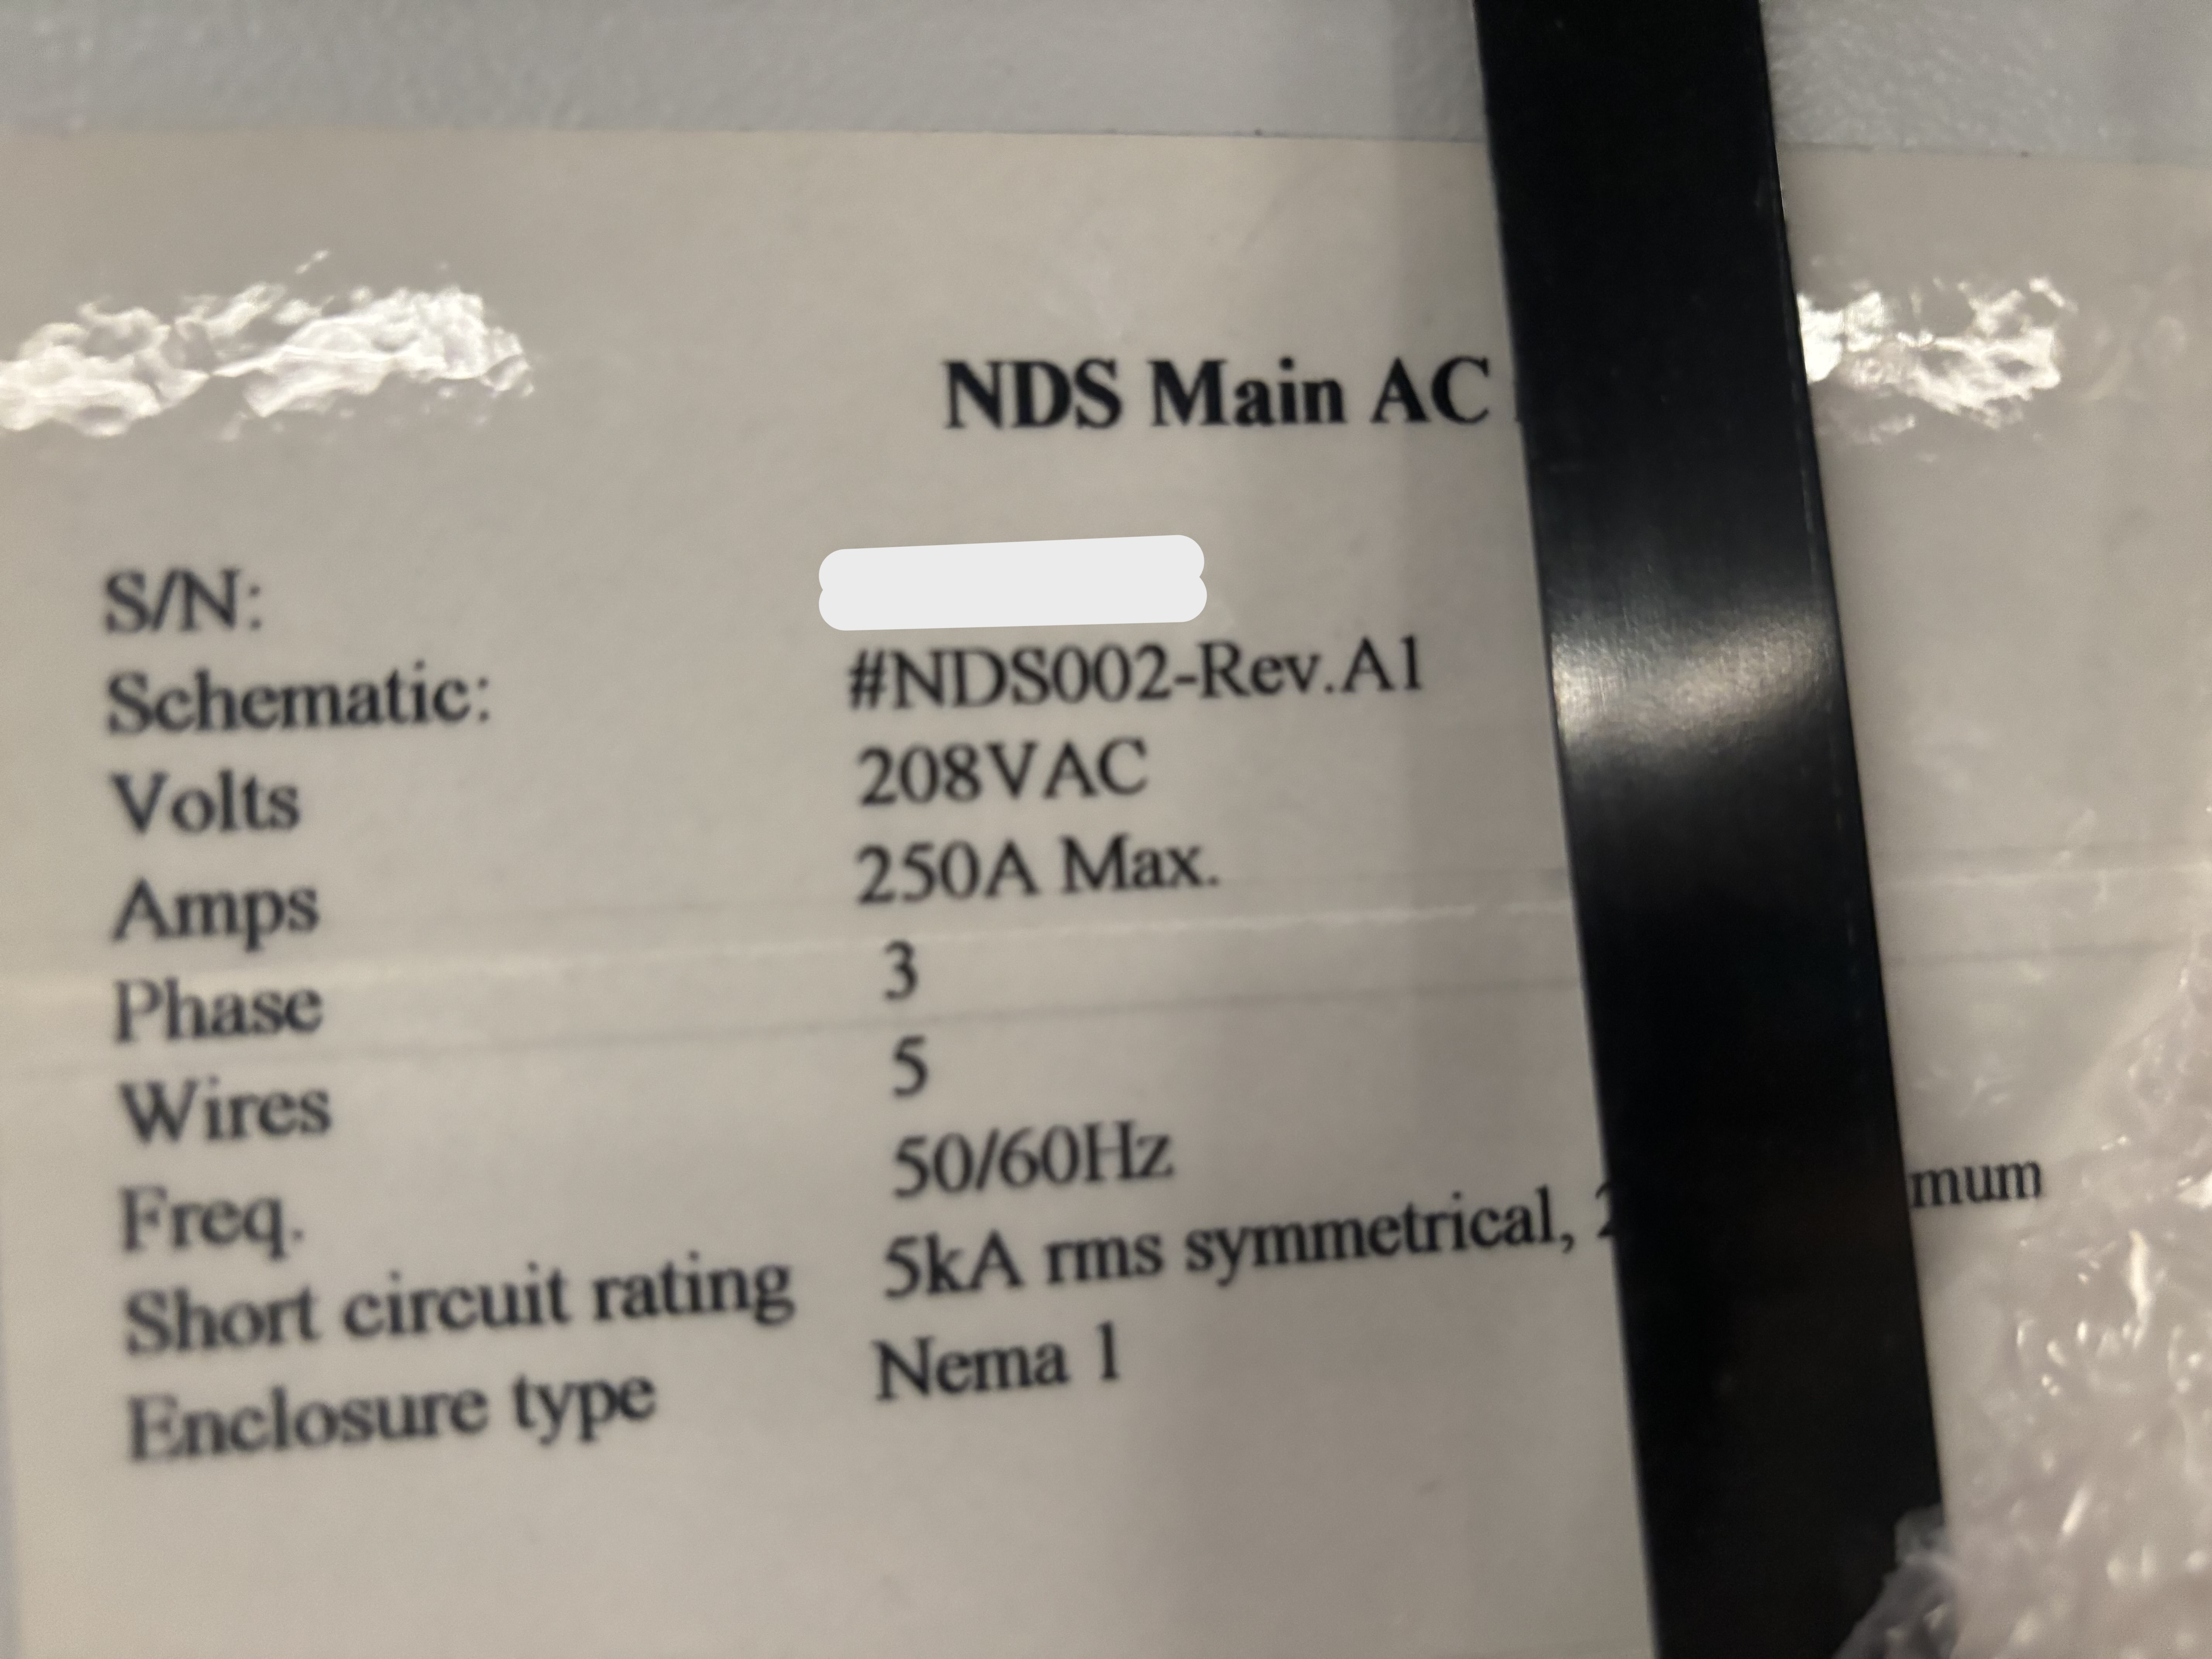 NDS Main AC
S/N:
Schematic: #NDS002-Rev.A1
Volts 208VAC
Amps 250A Max.
Phase 3
Wires 5
Freq. 50/60Hz
Short circuit rating 5kA rms symmetrical,
Enclosure type Nema 1